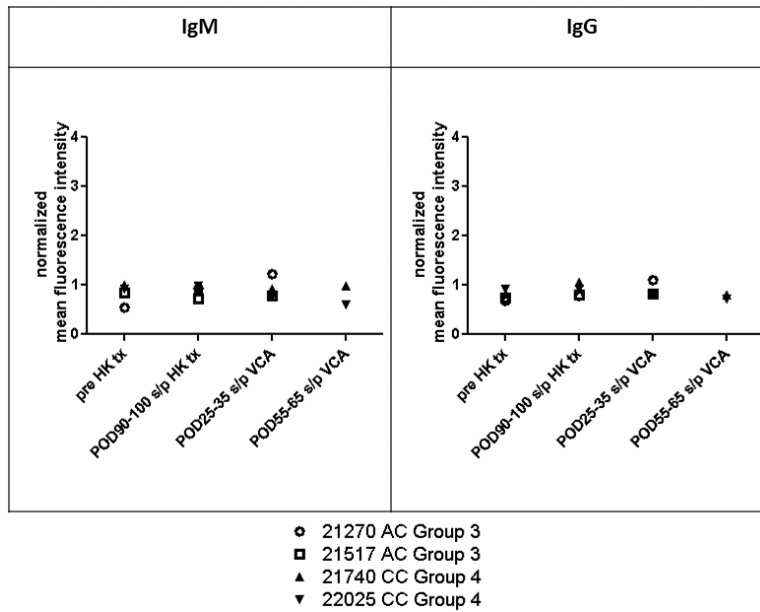 IgM
IgG
normalized
mean fluorescence intensity
4
3
2
1
0
pre HK tx
POD90-100 s/p HK tx
POD25-35 s/p VCA
POD55-65 s/p VCA
normalized
mean fluorescence intensity
4
3
2
1
0
pre HK tx
POD90-100 s/p HK tx
POD25-35 s/p VCA
POD55-65 s/p VCA
21270 AC Group 3
21517 AC Group 3
21740 CC Group 4
22025 CC Group 4